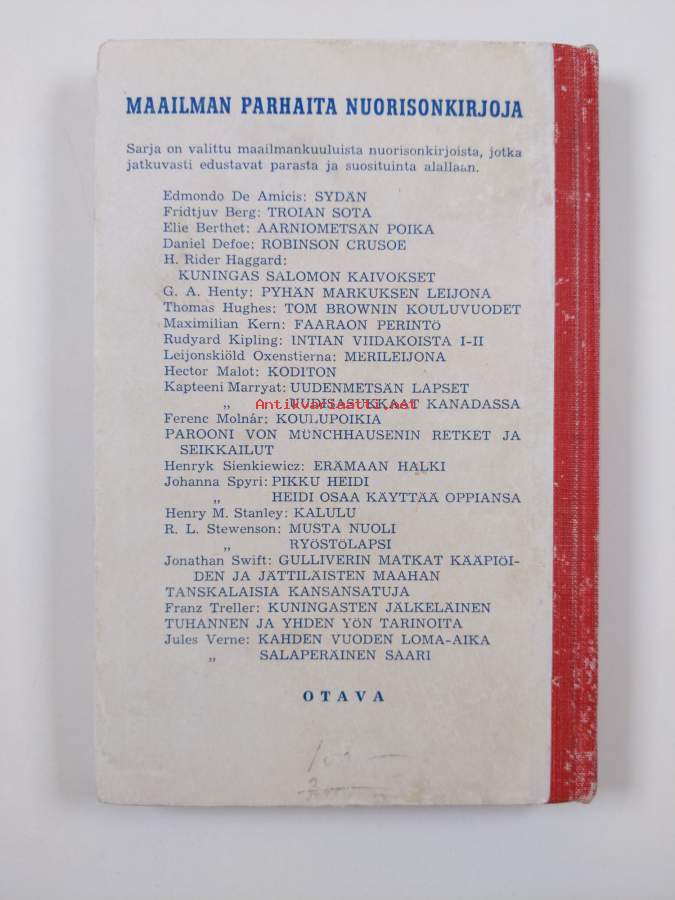 MAAILMAN PARHAITA NUORISONKIRJOJA
Sarja on valittu maailmankuuluista nuorisonkirjoista, jotka
jatkuvasti edustavat parasta ja suosituinta alallaan.
Edmondo De Amicis: SYDÄN
Fridtjuv Berg: TROIAN SOTA
Elie Berthet: AARNIOMETSÄN POIKA
Daniel Defoe: ROBINSON CRUSOE
H. Rider Haggard:
KUNINGAS SALOMON KAIVOKSET
G. A. Henty: PYHÄN MARKUKSEN LEIJONA
Thomas Hughes: TOM BROWNIN KOULUVUODET
Maximilian Kern: FAARAON PERINTÖ
Rudyard Kipling: INTIAN VIIDAKOISTA I-II
Leijonskiöld Oxenstierna: MERILEIJONA
Hector Malot: KODITON
Kapteeni Marryat: UUDENMETSÄN LAPSET
„ UUDISASUKKAAT KANADASSA
Antikvariaatti.net
Ferenc Molnár: KOULUPOIKIA
PAROONI VON MÜNCHHAUSENIN RETKET JA
SEIKKAILUT
Henryk Sienkiewicz: ERÄMAAN HALKI
Johanna Spyri: PIKKU HEIDI
„ HEIDI OSAA KÄYTTÄÄ OPPIANSA
Henry M. Stanley: KALULU
R. L. Stewenson: MUSTA NUOLI
„ RYÖSTÖLAPSI
Jonathan Swift: GULLIVERIN MATKAT KÄÄPIÖI-
DEN JA JÄTTILÄISTEN MAAHAN
TANSKALAISIA KANSANSATUJA
Franz Treller: KUNINGASTEN JÄLKELÄINEN
TUHANNEN JA YHDEN YÖN TARINOITA
Jules Verne: KAHDEN VUODEN LOMA-AIKA
„ SALAPERÄINEN SAARI
OTAVA